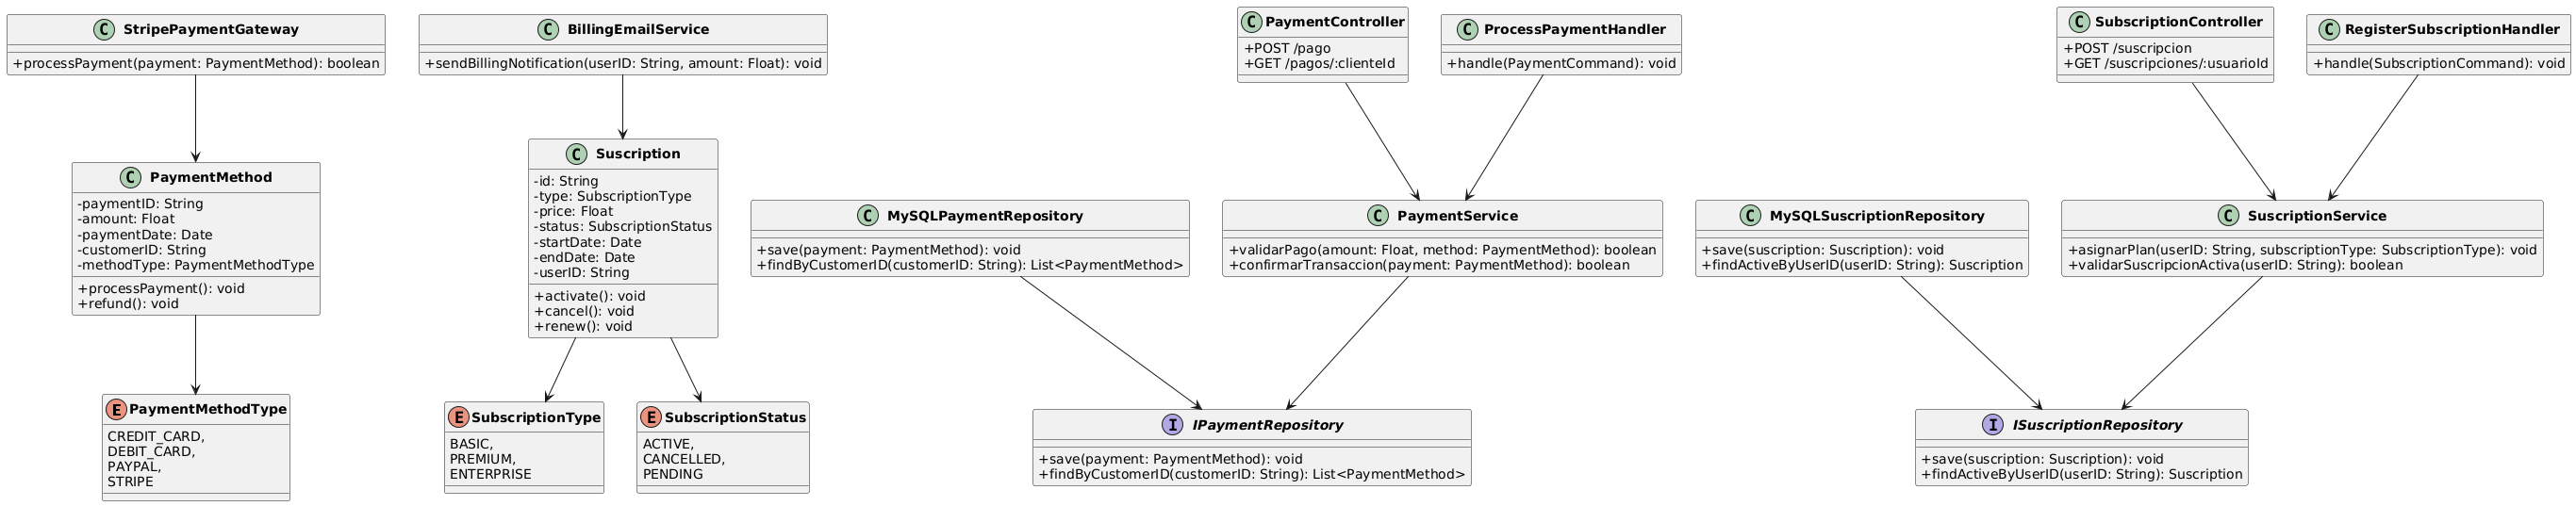 StripePaymentGateway
+processPayment(payment: PaymentMethod): boolean
BillingEmailService
+sendBillingNotification(userID: String, amount: Float): void
PaymentController
+POST /pago
+GET /pagos/:clienteId
ProcessPaymentHandler
+handle(PaymentCommand): void
SubscriptionController
+POST /suscripcion
+GET /suscripciones/:usuarioId
RegisterSubscriptionHandler
+handle(SubscriptionCommand): void
PaymentMethod
-paymentID: String
-amount: Float
-paymentDate: Date
-customerID: String
-methodType: PaymentMethodType
+processPayment(): void
+refund(): void
Suscription
-id: String
-type: SubscriptionType
-price: Float
-status: SubscriptionStatus
-startDate: Date
-endDate: Date
-userID: String
+activate(): void
+cancel(): void
+renew(): void
MySQLPaymentRepository
+save(payment: PaymentMethod): void
+findByCustomerID(customerID: String): List<PaymentMethod>
PaymentService
+validarPago(amount: Float, method: PaymentMethod): boolean
+confirmarTransaccion(payment: PaymentMethod): boolean
MySQLSuscriptionRepository
+save(suscription: Suscription): void
+findActiveByUserID(userID: String): Suscription
SuscriptionService
+asignarPlan(userID: String, subscriptionType: SubscriptionType): void
+validarSuscripcionActiva(userID: String): boolean
PaymentMethodType
CREDIT_CARD,
DEBIT_CARD,
PAYPAL,
STRIPE
SubscriptionType
BASIC,
PREMIUM,
ENTERPRISE
SubscriptionStatus
ACTIVE,
CANCELLED,
PENDING
IPaymentRepository
+save(payment: PaymentMethod): void
+findByCustomerID(customerID: String): List<PaymentMethod>
ISuscriptionRepository
+save(suscription: Suscription): void
+findActiveByUserID(userID: String): Suscription